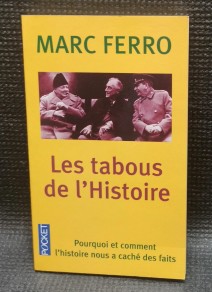 MARC FERRO
Les tabous
de l'Histoire
Pourquoi et comment
l'histoire nous a caché des faits
POCKET